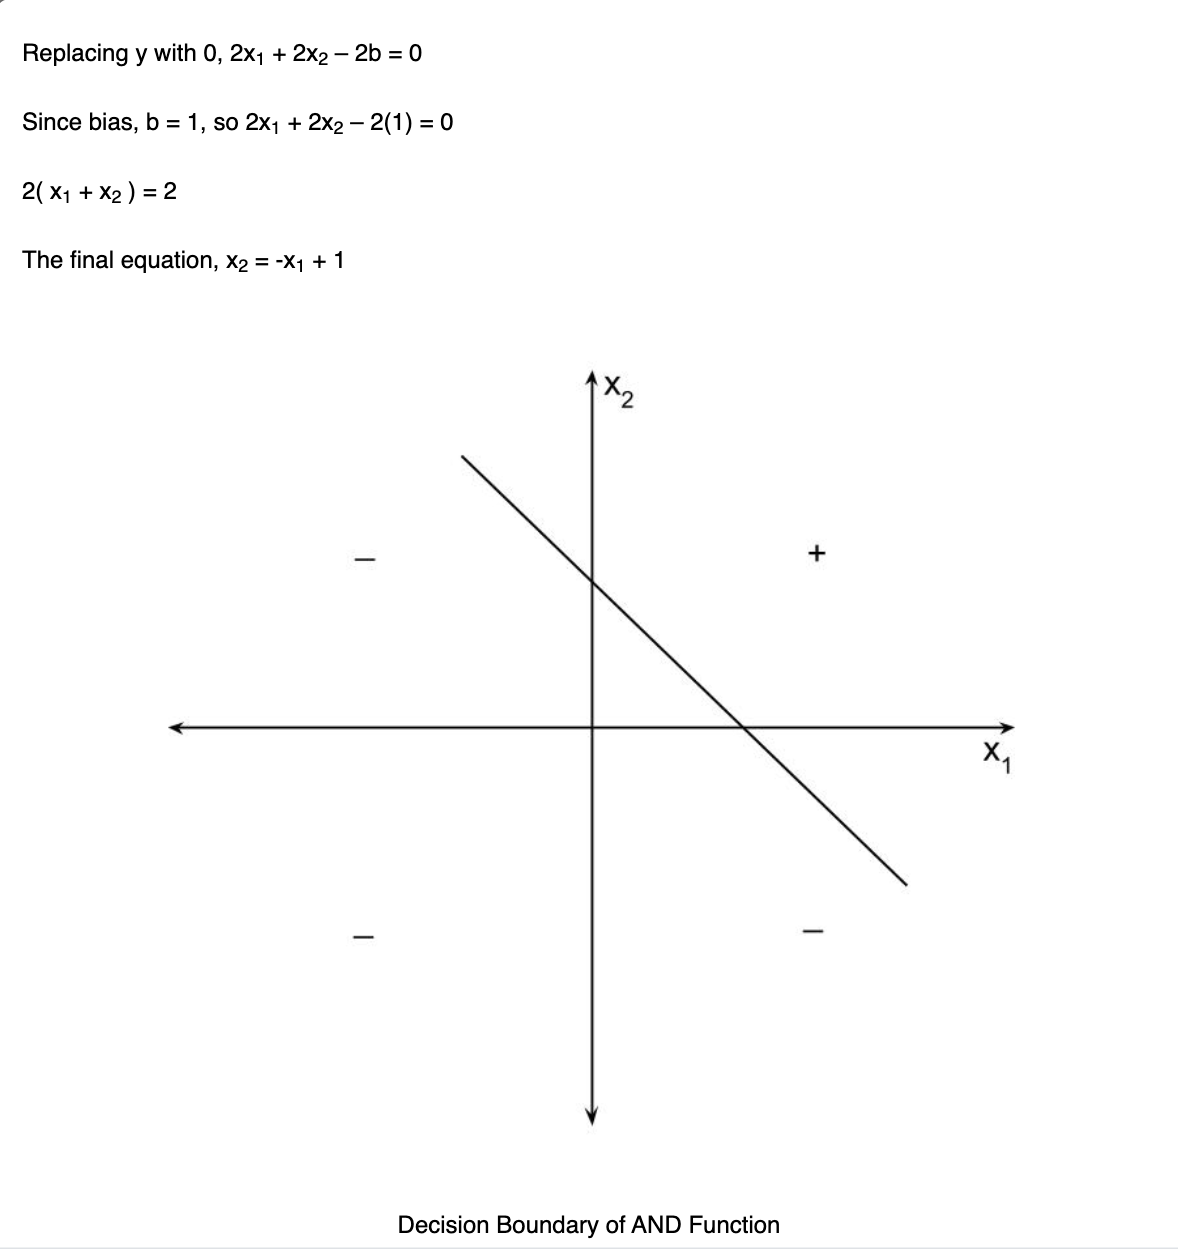 Replacing y with 0, 2x₁ + 2x₂ – 2b = 0
Since bias, b = 1, so 2x₁ + 2x₂ – 2(1) = 0
2( x₁ + x₂ ) = 2
The final equation, x₂ = -x₁ + 1
X₂
– +
X₁
– –
Decision Boundary of AND Function